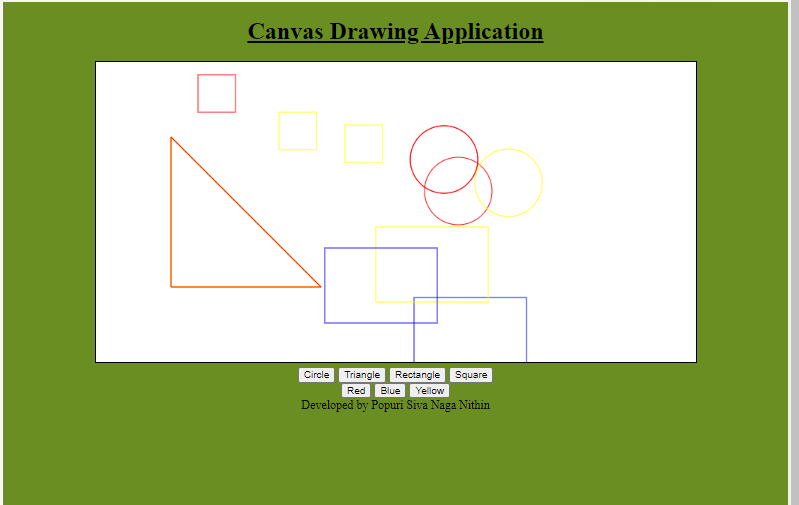 Canvas Drawing Application
Circle Triangle Rectangle Square
Red Blue Yellow
Developed by Popuri Siva Naga Nithin